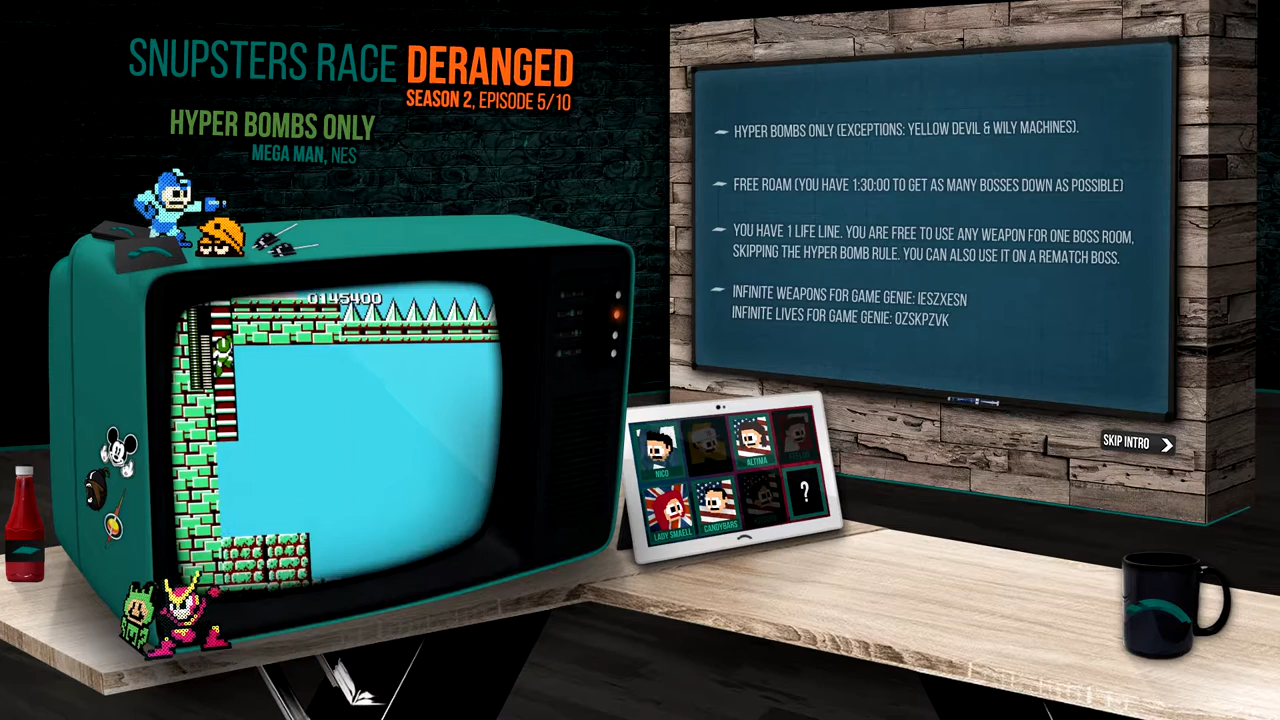 SNUPSTERS RACE DERANGED
SEASON 2, EPISODE 5/10
HYPER BOMBS ONLY
MEGA MAN, NES
HYPER BOMBS ONLY (EXCEPTIONS: YELLOW DEVIL & WILY MACHINES).
FREE ROAM (YOU HAVE 1:30:00 TO GET AS MANY BOSSES DOWN AS POSSIBLE)
YOU HAVE 1 LIFE LINE. YOU ARE FREE TO USE ANY WEAPON FOR ONE BOSS ROOM,
SKIPPING THE HYPER BOMB RULE. YOU CAN ALSO USE IT ON A REMATCH BOSS.
INFINITE WEAPONS FOR GAME GENIE: IESZXESN
INFINITE LIVES FOR GAME GENIE: OZSKPZVK
0145400
SKIP INTRO
NICO
ALTIMA
LADY SMAELL
CANDYBARS
?